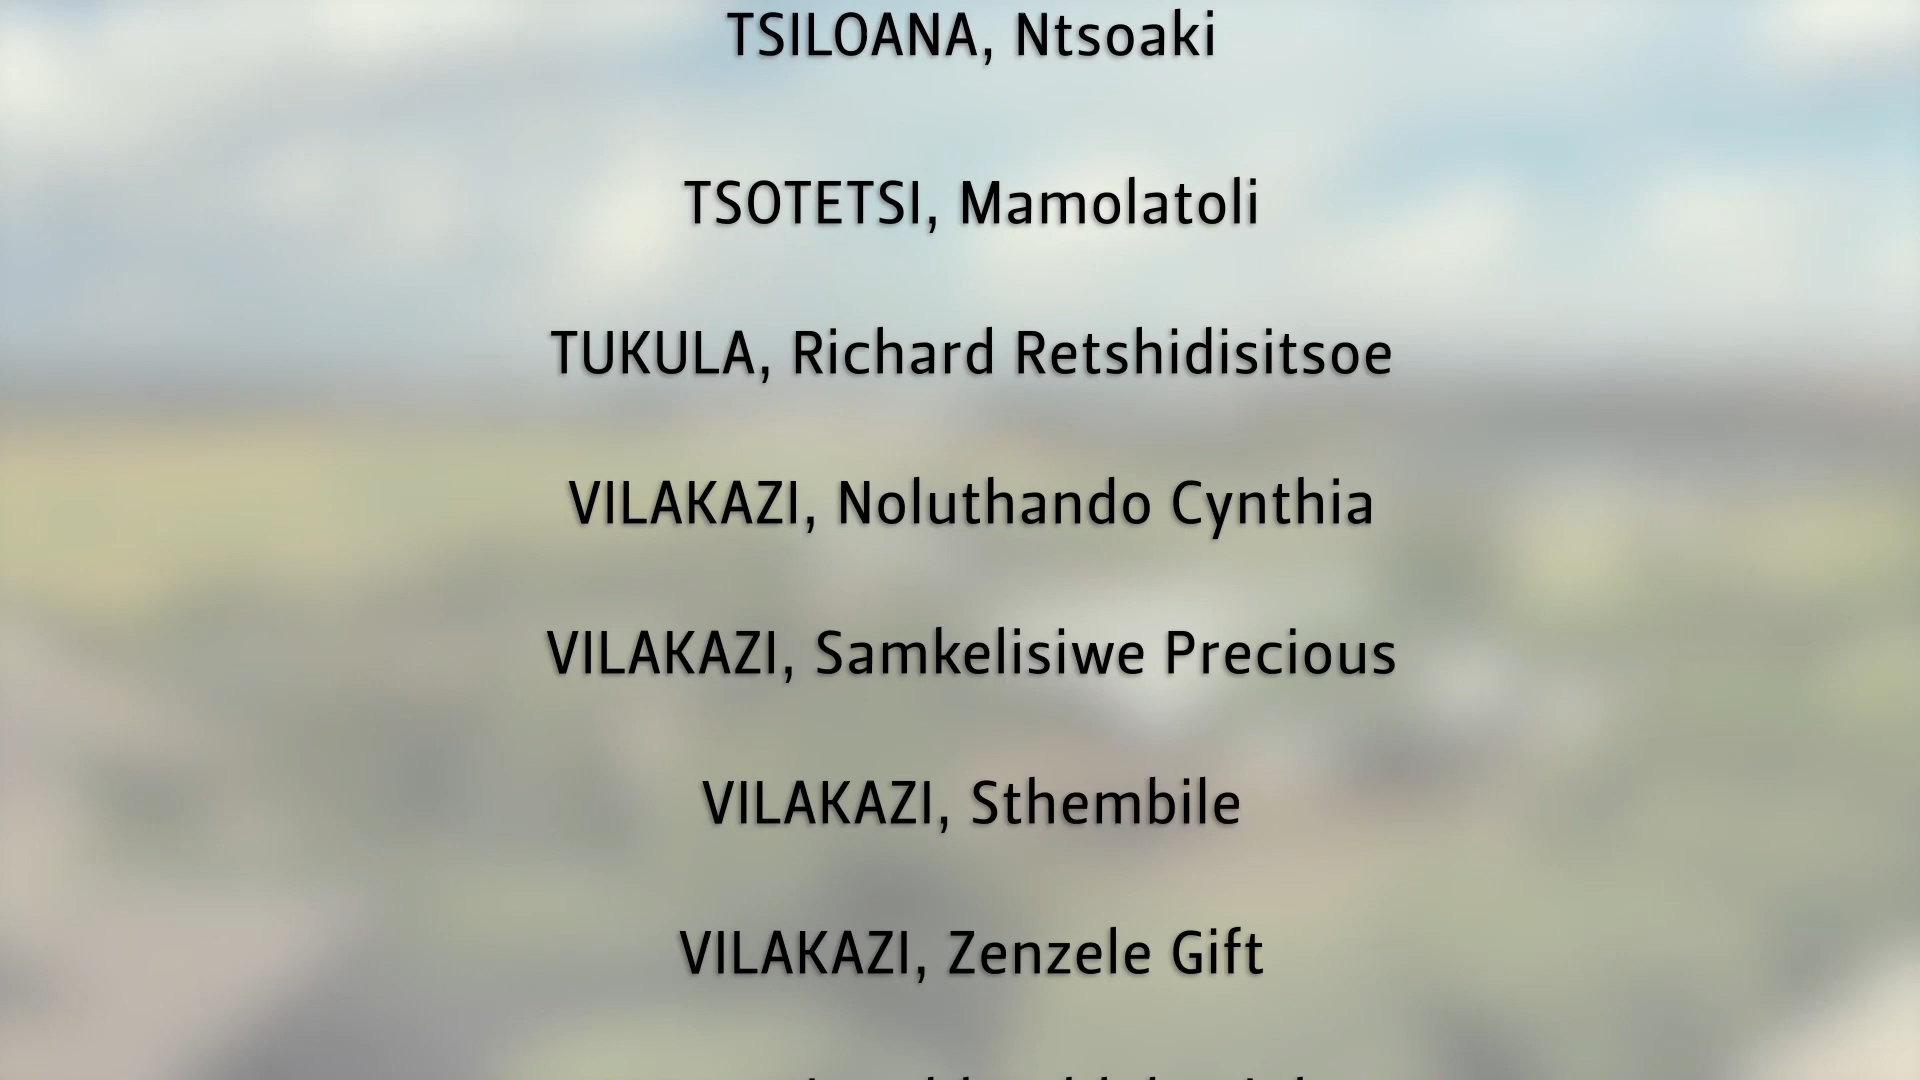 TSILOANA, Ntsoaki
TSOTETSI, Mamolatoli
TUKULA, Richard Retshidisitsoe
VILAKAZI, Noluthando Cynthia
VILAKAZI, Samkelisiwe Precious
VILAKAZI, Sthembile
VILAKAZI, Zenzele Gift